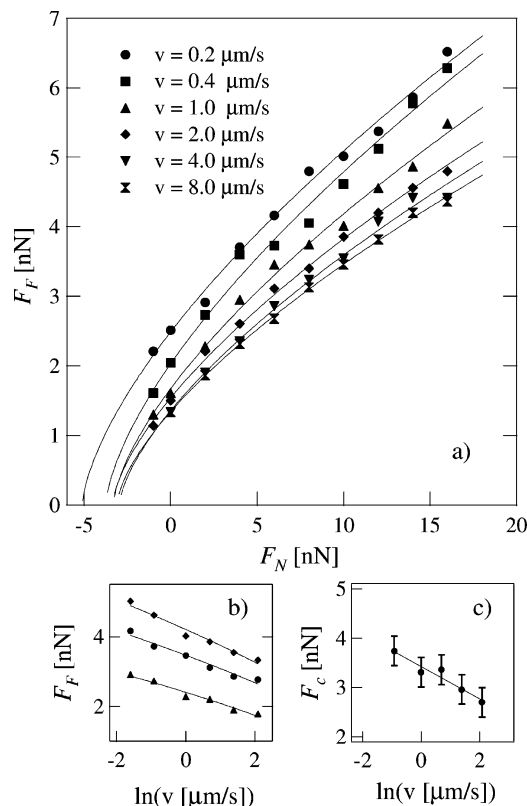 7
6
5
4
3
2
1
0
F_F [nN]
v = 0.2 μm/s
v = 0.4 μm/s
v = 1.0 μm/s
v = 2.0 μm/s
v = 4.0 μm/s
v = 8.0 μm/s
a)
-5 0 5 10 15 20
F_N [nN]
b)
4
2
F_F [nN]
-2 0 2
ln(v [μm/s])
c)
5
4
3
2
F_c [nN]
-2 0 2
ln(v [μm/s])